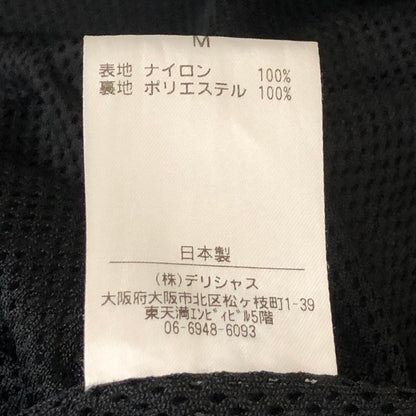 M
表地 ナイロン 100%
裏地 ポリエステル 100%
日本製
(株)デリシャス
大阪府大阪市北区松ヶ枝町1-39
東天満ｴﾝﾋﾞｨﾋﾞﾙ5階
06-6948-6093